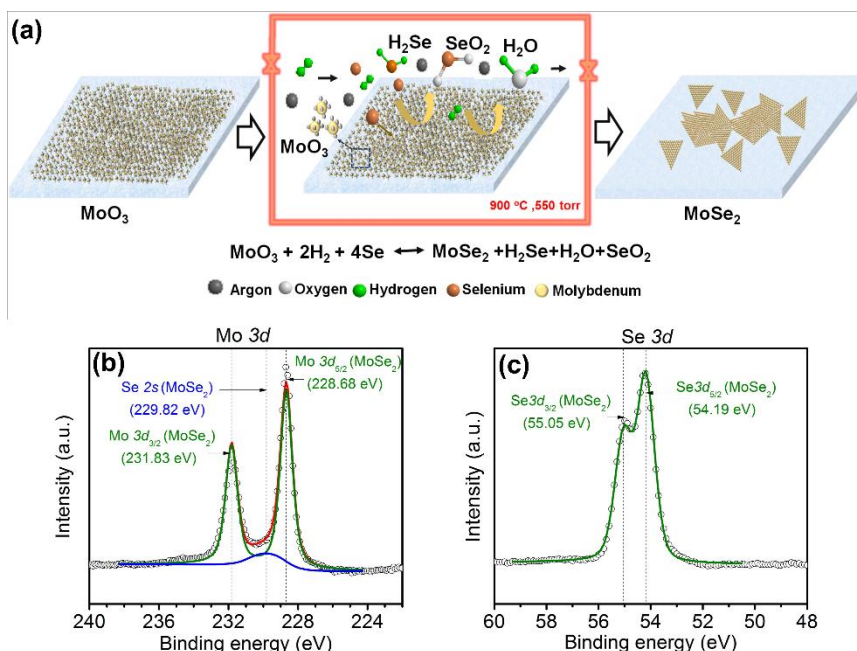 (a)
H₂Se SeO₂ H₂O
MoO₃
900 °C ,550 torr
MoO₃
MoSe₂
MoO₃ + 2H₂ + 4Se ⟷ MoSe₂ +H₂Se+H₂O+SeO₂
Argon Oxygen Hydrogen Selenium Molybdenum
Mo 3d
(b)
Mo 3d₅/₂ (MoSe₂)
(228.68 eV)
Se 2s (MoSe₂)
(229.82 eV)
Mo 3d₃/₂ (MoSe₂)
(231.83 eV)
Intensity (a.u.)
240 236 232 228 224
Binding energy (eV)
Se 3d
(c)
Se3d₃/₂ (MoSe₂)
(55.05 eV)
Se3d₅/₂ (MoSe₂)
(54.19 eV)
Intensity (a.u.)
60 58 56 54 52 50 48
Binding energy (eV)